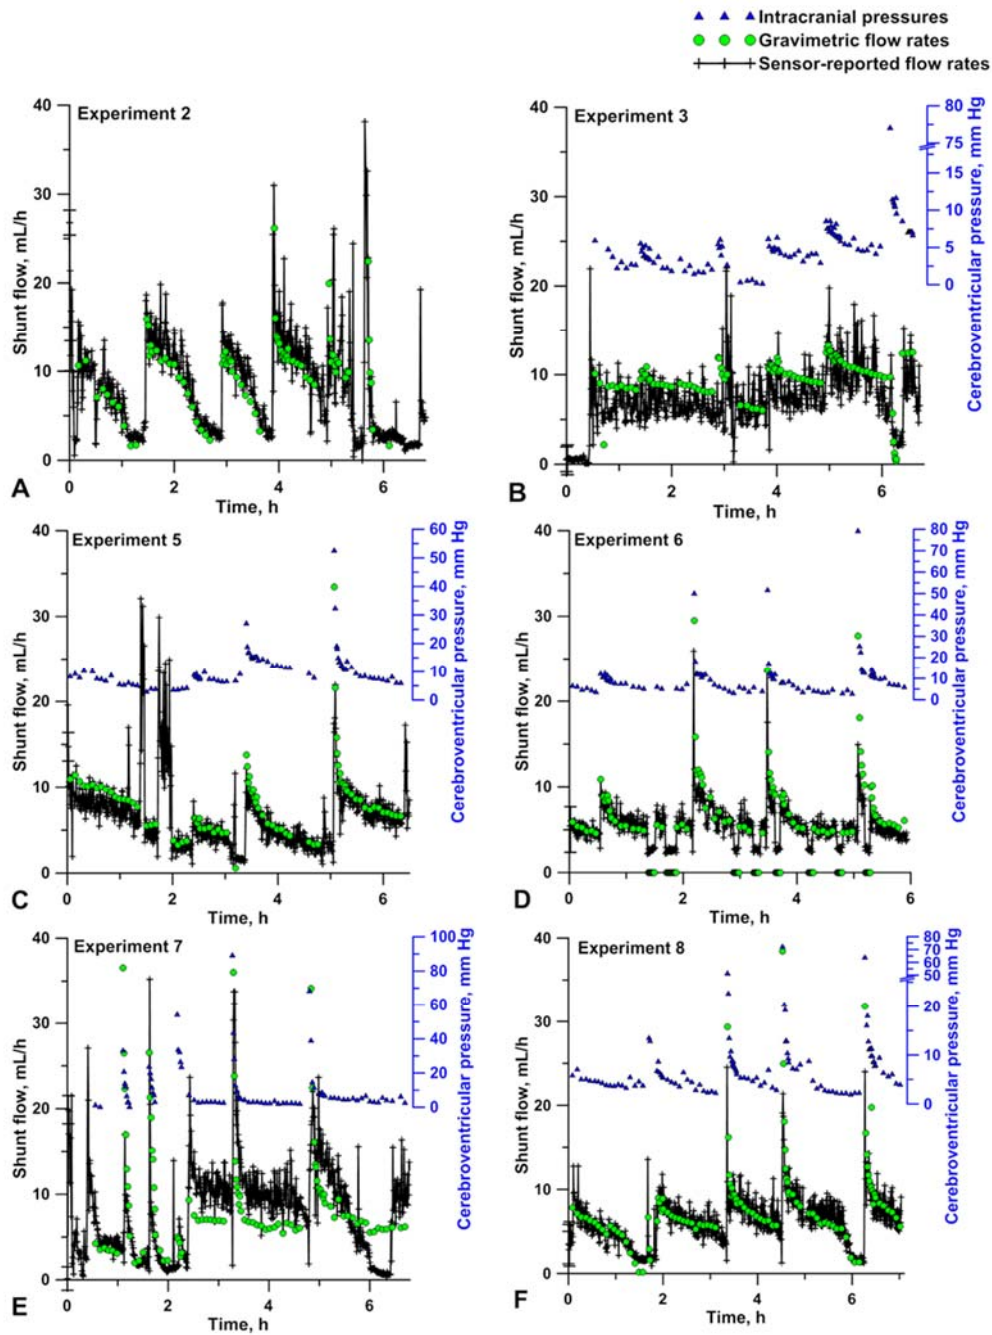 Intracranial pressures
Gravimetric flow rates
Sensor-reported flow rates
Experiment 2
40
30
20
10
0
Shunt flow, mL/h
0 2 4 6
Time, h
A
Experiment 3
40
30
20
10
0
Shunt flow, mL/h
0 2 4 6
Time, h
80
75
15
10
5
0
Cerebroventricular pressure, mm Hg
B
Experiment 5
40
30
20
10
0
Shunt flow, mL/h
0 2 4 6
Time, h
60
50
40
30
20
10
0
Cerebroventricular pressure, mm Hg
C
Experiment 6
40
30
20
10
0
Shunt flow, mL/h
0 2 4 6
Time, h
80
70
60
50
40
30
20
10
0
Cerebroventricular pressure, mm Hg
D
Experiment 7
40
30
20
10
0
Shunt flow, mL/h
0 2 4 6
Time, h
100
80
60
40
20
0
Cerebroventricular pressure, mm Hg
E
Experiment 8
40
30
20
10
0
Shunt flow, mL/h
0 2 4 6
Time, h
80
70
60
50
20
10
0
Cerebroventricular pressure, mm Hg
F